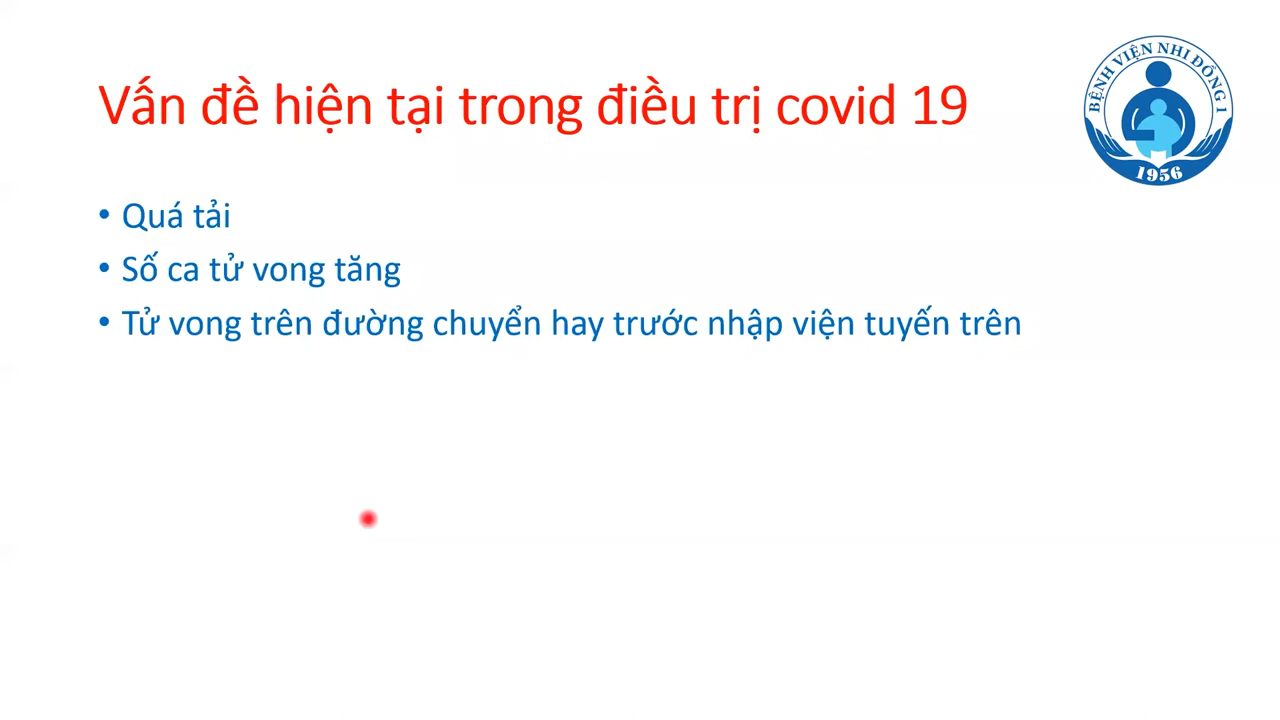 Vấn đề hiện tại trong điều trị covid 19
BỆNH VIỆN NHI ĐỒNG 1
1956
• Quá tải
• Số ca tử vong tăng
• Tử vong trên đường chuyển hay trước nhập viện tuyến trên